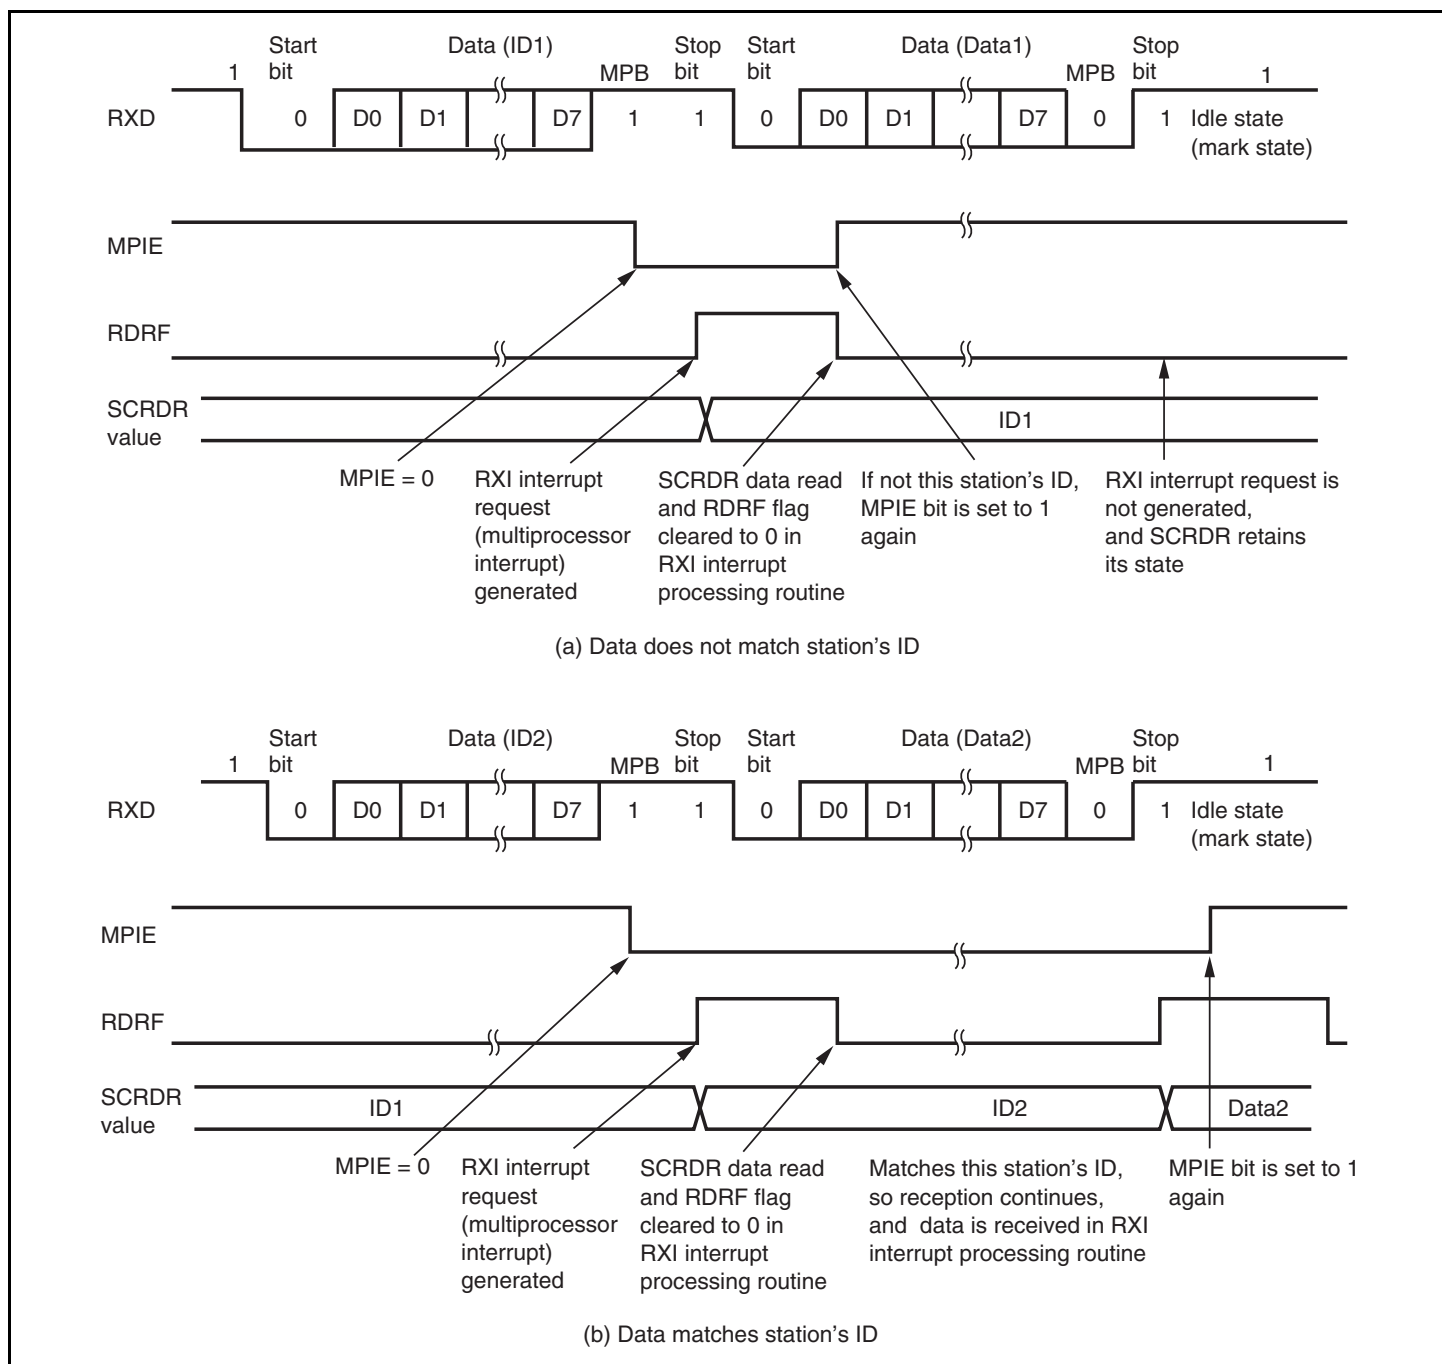 Start
bit
Data (ID1)
Stop
bit
Start
bit
Data (Data1)
Stop
bit
1
MPB
MPB
1
RXD
0
D0
D1
D7
1
1
0
D0
D1
D7
0
1
Idle state
(mark state)
MPIE
RDRF
SCRDR
value
ID1
MPIE = 0
RXI interrupt
request
(multiprocessor
interrupt)
generated
SCRDR data read
and RDRF flag
cleared to 0 in
RXI interrupt
processing routine
If not this station's ID,
MPIE bit is set to 1
again
RXI interrupt request is
not generated,
and SCRDR retains
its state
(a) Data does not match station's ID
Start
bit
Data (ID2)
Stop
bit
Start
bit
Data (Data2)
Stop
bit
1
MPB
MPB
1
RXD
0
D0
D1
D7
1
1
0
D0
D1
D7
0
1
Idle state
(mark state)
MPIE
RDRF
SCRDR
value
ID1
ID2
Data2
MPIE = 0
RXI interrupt
request
(multiprocessor
interrupt)
generated
SCRDR data read
and RDRF flag
cleared to 0 in
RXI interrupt
processing routine
Matches this station's ID,
so reception continues,
and data is received in RXI
interrupt processing routine
MPIE bit is set to 1
again
(b) Data matches station's ID